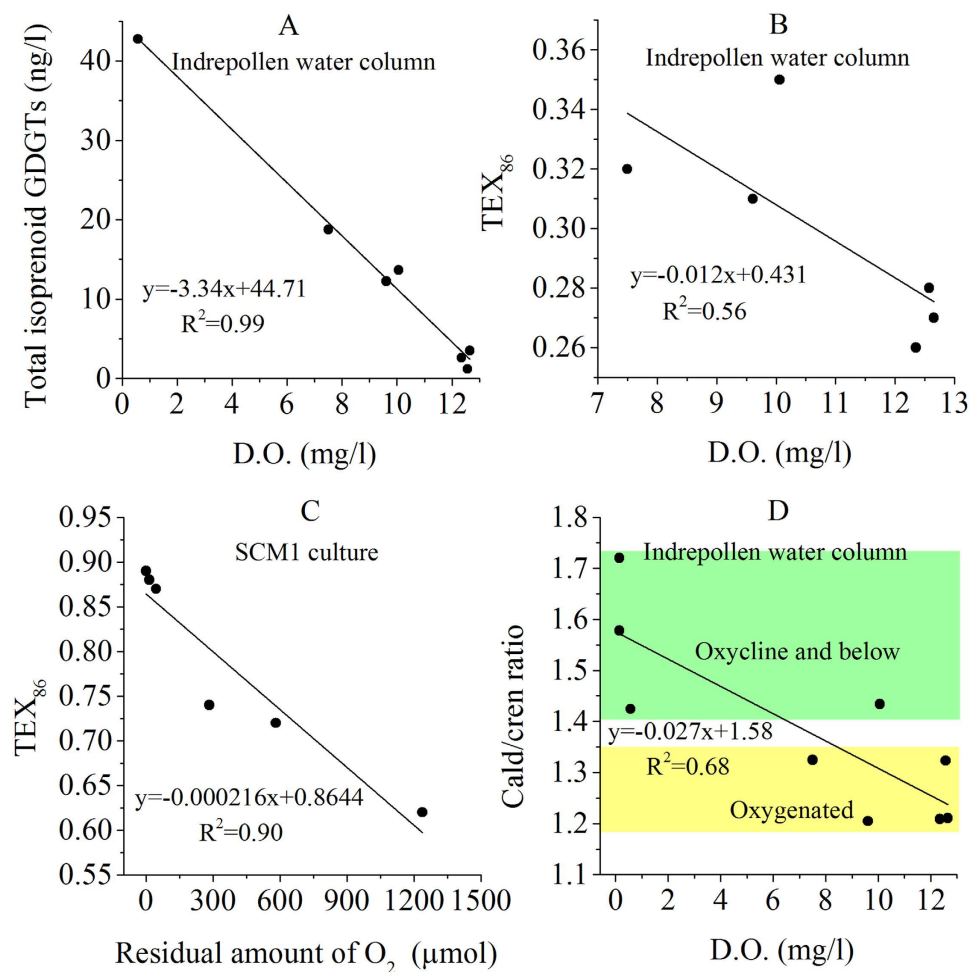 A
Indrepollen water column
Total isoprenoid GDGTs (ng/l)
40
30
20
10
0
y=-3.34x+44.71
R²=0.99
0 2 4 6 8 10 12
D.O. (mg/l)
B
Indrepollen water column
TEX₈₆
0.36
0.34
0.32
0.30
0.28
0.26
y=-0.012x+0.431
R²=0.56
7 8 9 10 11 12 13
D.O. (mg/l)
C
SCM1 culture
TEX₈₆
0.95
0.90
0.85
0.80
0.75
0.70
0.65
0.60
0.55
y=-0.000216x+0.8644
R²=0.90
0 300 600 900 1200 1500
Residual amount of O₂ (μmol)
D
Indrepollen water column
Cald/cren ratio
1.8
1.7
1.6
1.5
1.4
1.3
1.2
1.1
Oxycline and below
y=-0.027x+1.58
R²=0.68
Oxygenated
0 2 4 6 8 10 12
D.O. (mg/l)